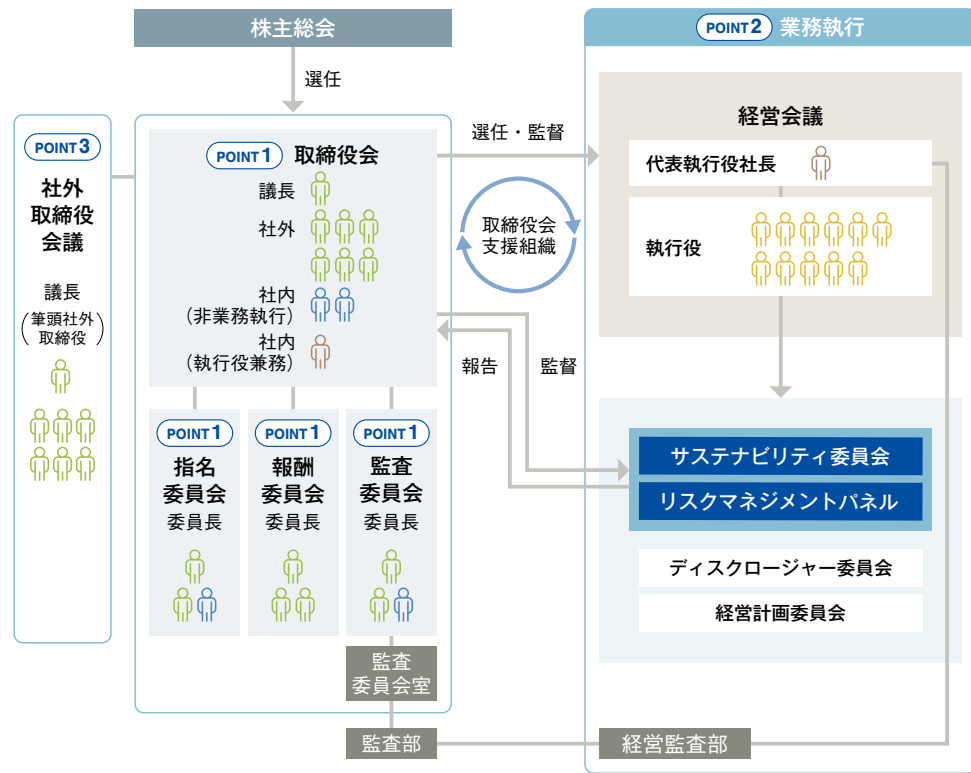 株主総会
選任
POINT3
社外
取締役
会議
議長
(筆頭社外
取締役)
POINT1 取締役会
議長
社外
社内
(非業務執行)
社内
(執行役兼務)
POINT1
指名
委員会
委員長
POINT1
報酬
委員会
委員長
POINT1
監査
委員会
委員長
監査
委員会室
監査部
選任・監督
取締役会
支援組織
報告
監督
POINT2 業務執行
経営会議
代表執行役社長
執行役
サステナビリティ委員会
リスクマネジメントパネル
ディスクロージャー委員会
経営計画委員会
経営監査部